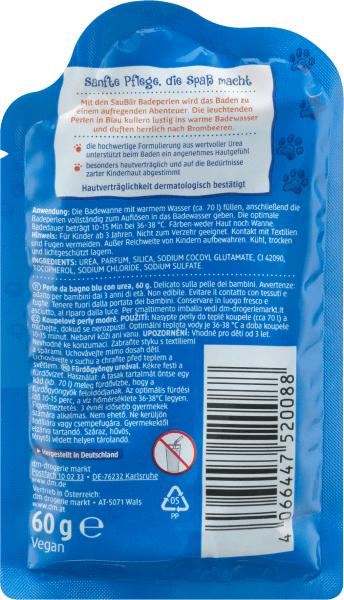 Sanfte Pflege, die Spaß macht
Mit den SauBär Badeperlen wird das Baden zu
einem aufregenden Abenteuer. Die leuchtenden
Perlen in Blau kullern lustig ins warme Badewasser
und duften herrlich nach Brombeeren.
die hochwertige Formulierung aus wertvoller Urea
unterstützt beim Baden ein angenehmes Hautgefühl
besonders hautverträglich und auf die Bedürfnisse
zarter Kinderhaut abgestimmt
Hautverträglichkeit dermatologisch bestätigt
Anwendung: Die Badewanne mit warmem Wasser (ca. 70 l) füllen, anschließend die
Badeperlen vollständig zum Auflösen in das Badewasser geben. Die optimale
Badedauer beträgt 10-15 Min bei 36-38 °C. Färben weder Haut noch Wanne.
Hinweis: Für Kinder ab 3 Jahren. Nicht zum Verzehr geeignet. Kontakt mit Textilien
und Fugen vermeiden. Außer Reichweite von Kindern aufbewahren. Kühl, trocken
und lichtgeschützt lagern.
INGREDIENTS: UREA, PARFUM, SILICA, SODIUM COCOYL GLUTAMATE, CI 42090,
TOCOPHEROL, SODIUM CHLORIDE, SODIUM SULFATE.
Perle da bagno blu con urea, 60 g. Delicato sulla pelle dei bambini. Avvertenze:
adatto per bambini dai 3 anni di età. Non edibile. Evitare il contatto con tessuti e
fughe. Tenere fuori dalla portata dei bambini. Conservare in luogo fresco e
asciutto, al riparo dalla luce. Per smaltimento imballo vedi dm-drogeriemarkt.it
Koupelové perly modré. POUŽITÍ: Nasypte perly do teplé koupele (cca 70 l) a
míchejte, dokud se nerozpustí. Optimální teplota vody je 36-38 °C a doba koupele
10-15 minut. Nebarví kůži ani vanu. UPOZORNĚNÍ: Vhodné pro děti od 3 let.
Nevhodné ke konzumaci. Zabraňte styku s textiliemi
a spárami. Uchovávejte mimo dosah dětí.
Uchovávejte v suchu a chraňte před teplem a
světlem. Fürdőgyöngy ureával. Kékre festi a
fürdővizet. Használat: A tasak tartalmát öntse egy
kád (kb. 70 l) meleg fürdővízbe, hogy a
fürdőgyöngyök feloldódjanak. Az optimális fürdési
idő 10-15 perc, a víz hőmérséklete 36-38°C legyen.
Figyelmeztetés: 3 évnél idősebb gyermekek
számára alkalmas. Nem ehető. Ne kerüljön
textíliára vagy csempefugára. Gyermekektől
elzárva tartandó. Száraz, hűvös,
fénytől védett helyen tárolandó.
Hergestellt in Deutschland
dm-drogerie markt
Postfach 10 02 33 • DE-76232 Karlsruhe
www.dm.de
Vertrieb in Österreich:
dm drogerie markt • AT-5071 Wals
www.dm.at
60 g e
Vegan
05
PP
4 066447 520088